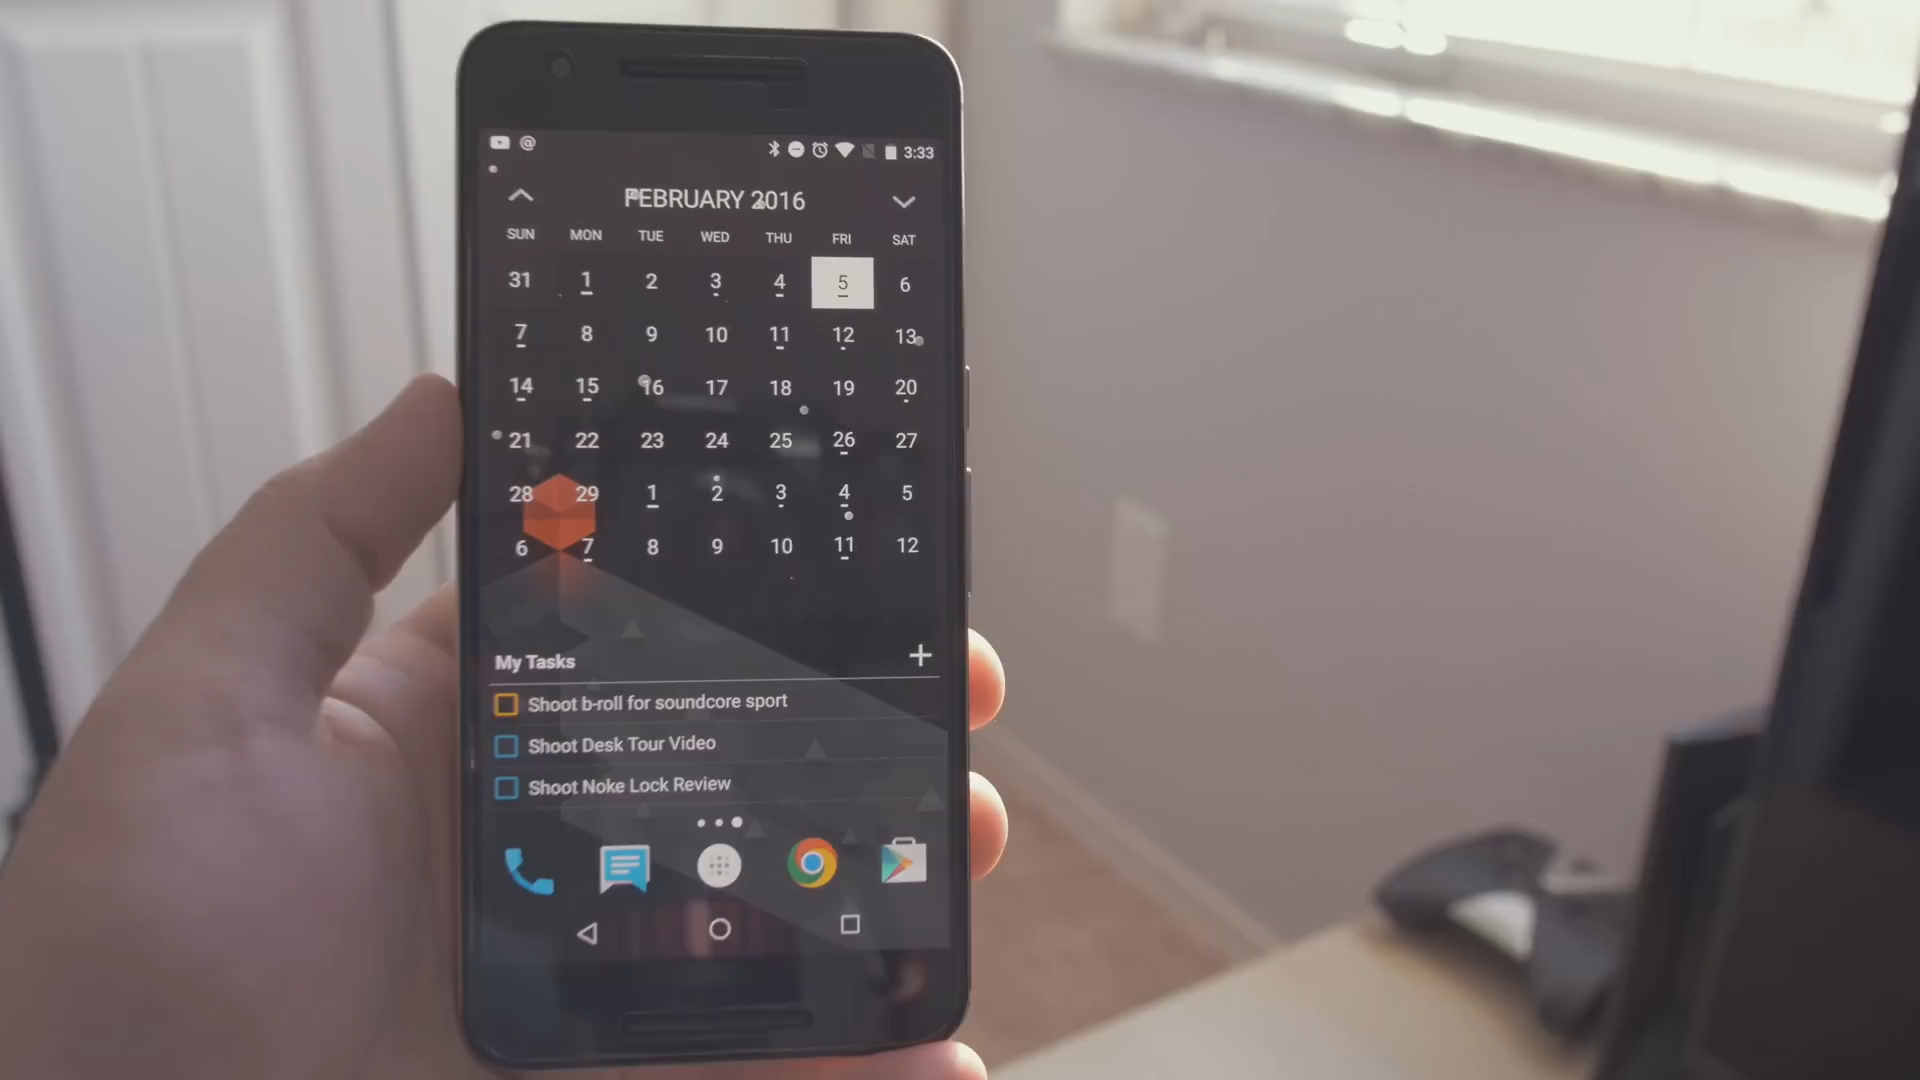 3:33
FEBRUARY 2016
SUN MON TUE WED THU FRI SAT
31 1 2 3 4 5 6
7 8 9 10 11 12 13
14 15 16 17 18 19 20
21 22 23 24 25 26 27
28 29 1 2 3 4 5
6 7 8 9 10 11 12
My Tasks +
Shoot b-roll for soundcore sport
Shoot Desk Tour Video
Shoot Noke Lock Review